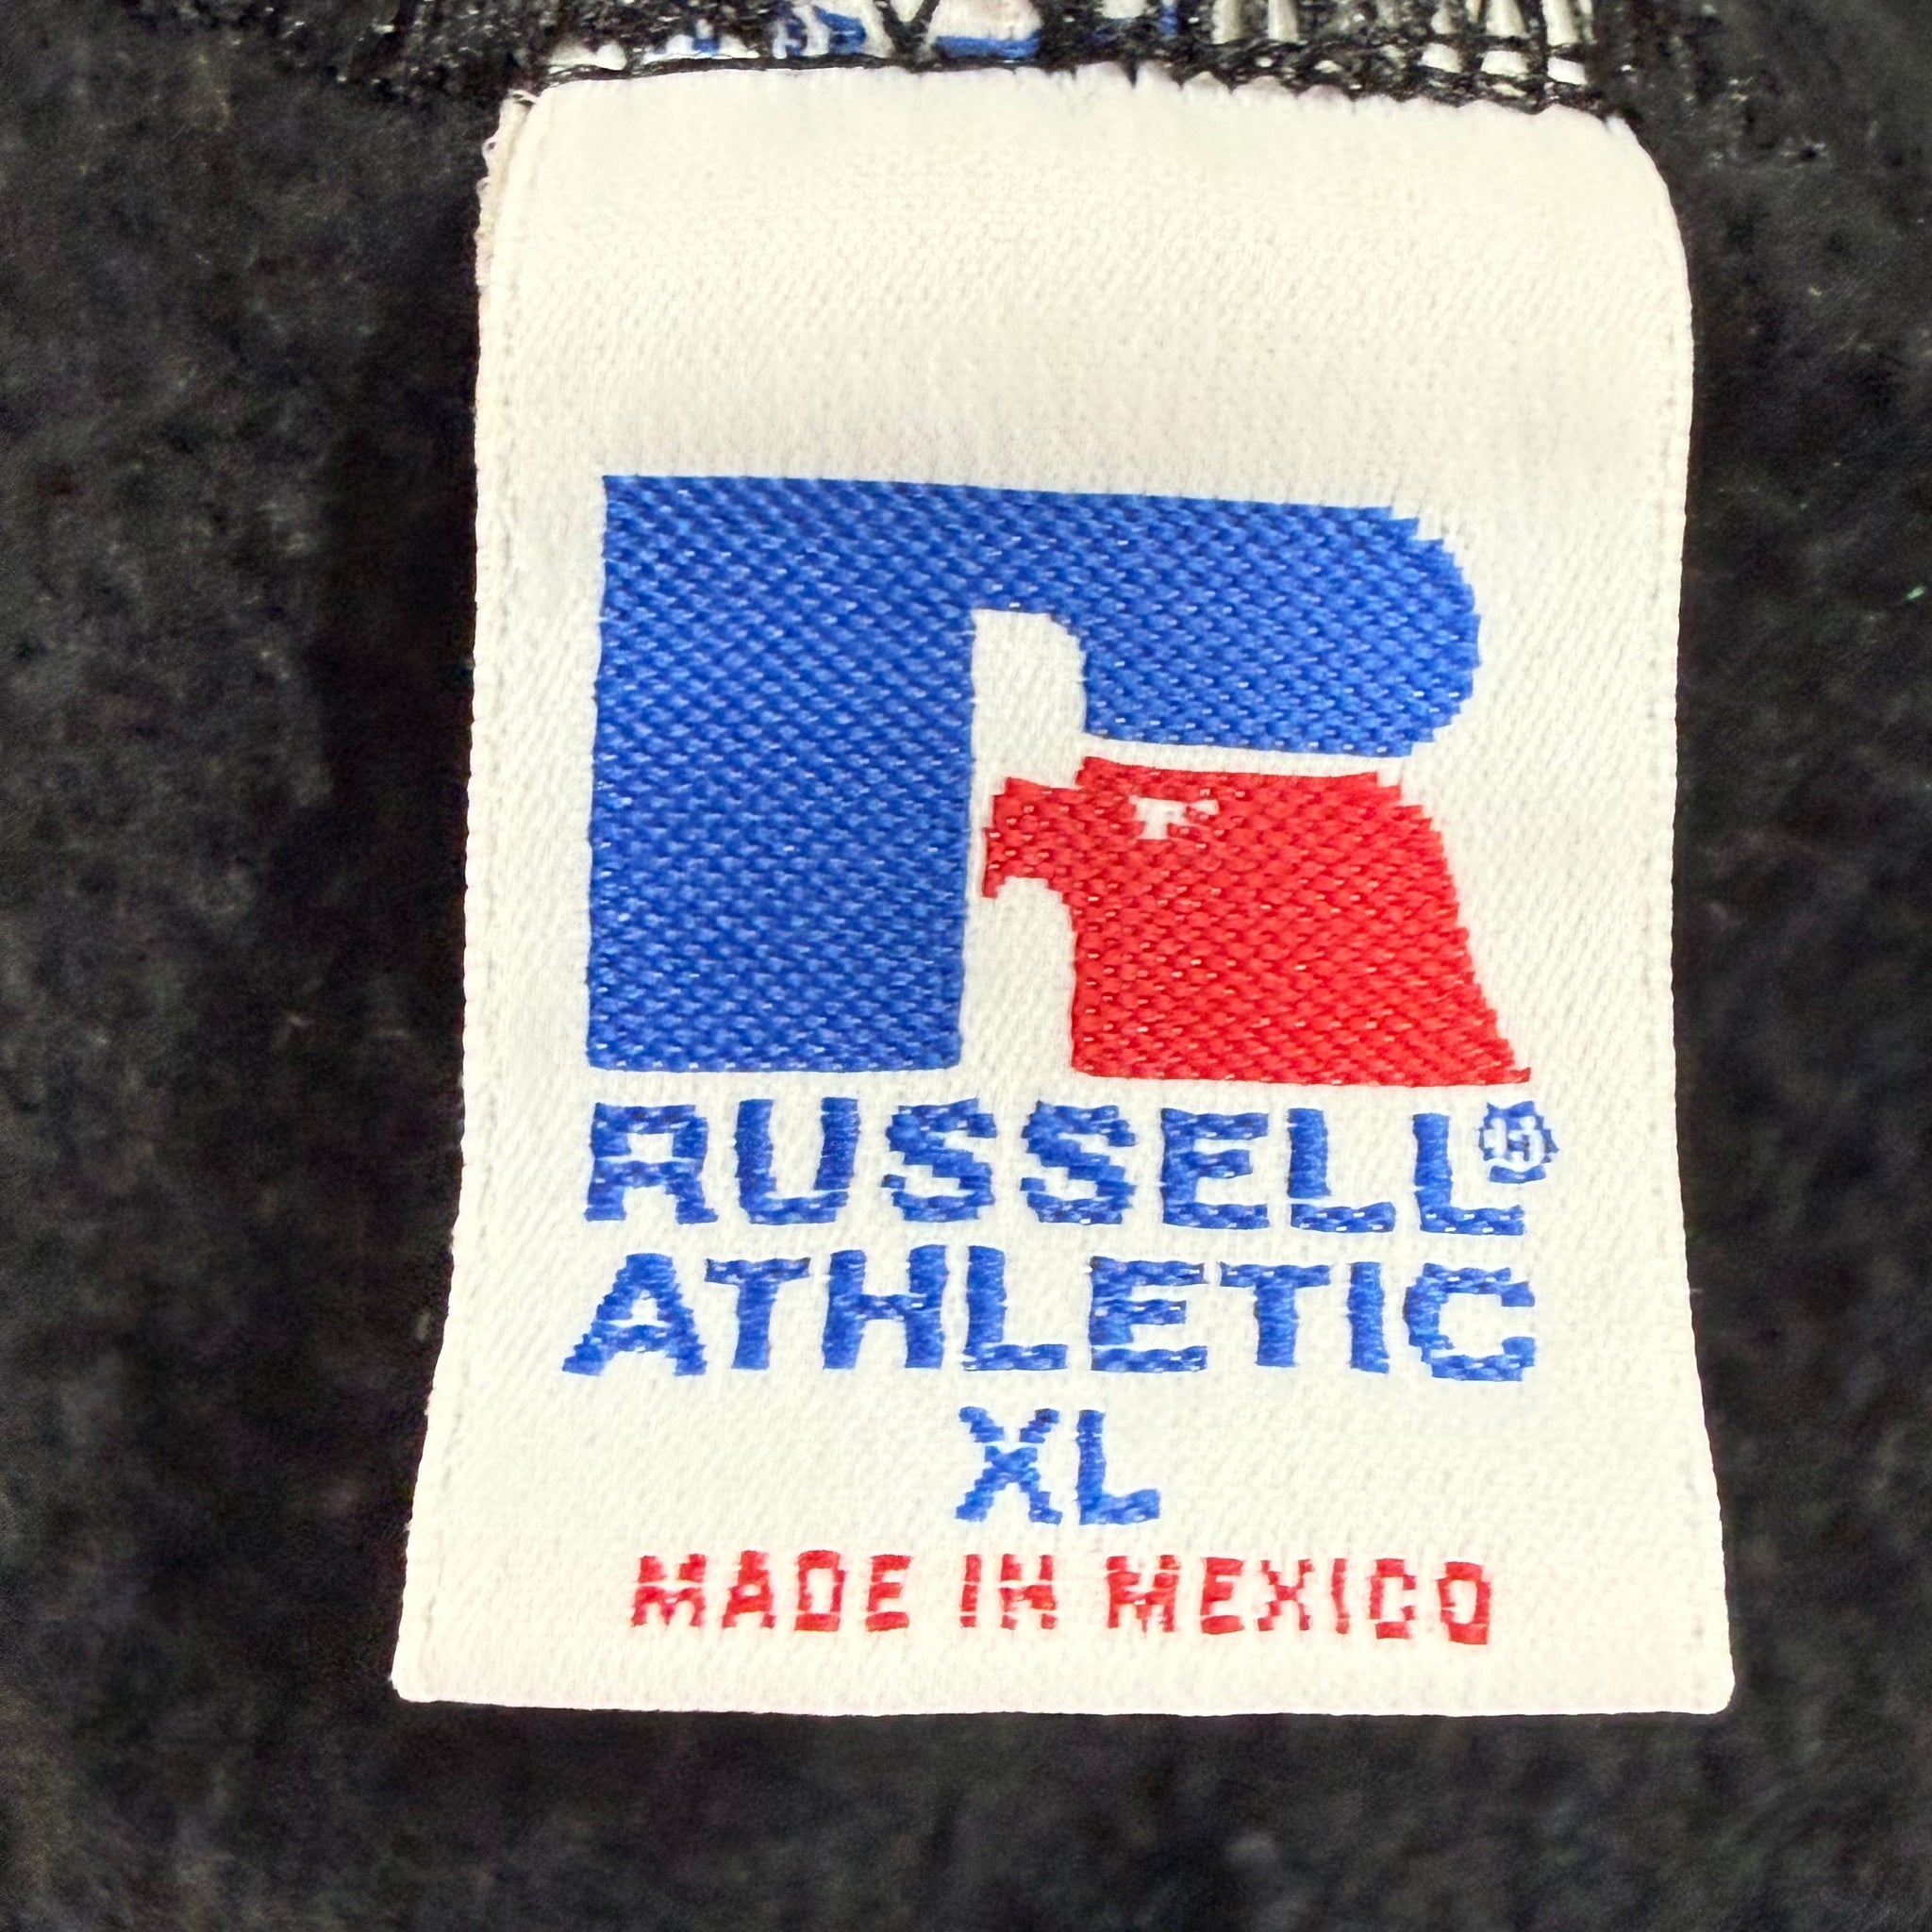 RUSSELL®
ATHLETIC
XL
MADE IN MEXICO